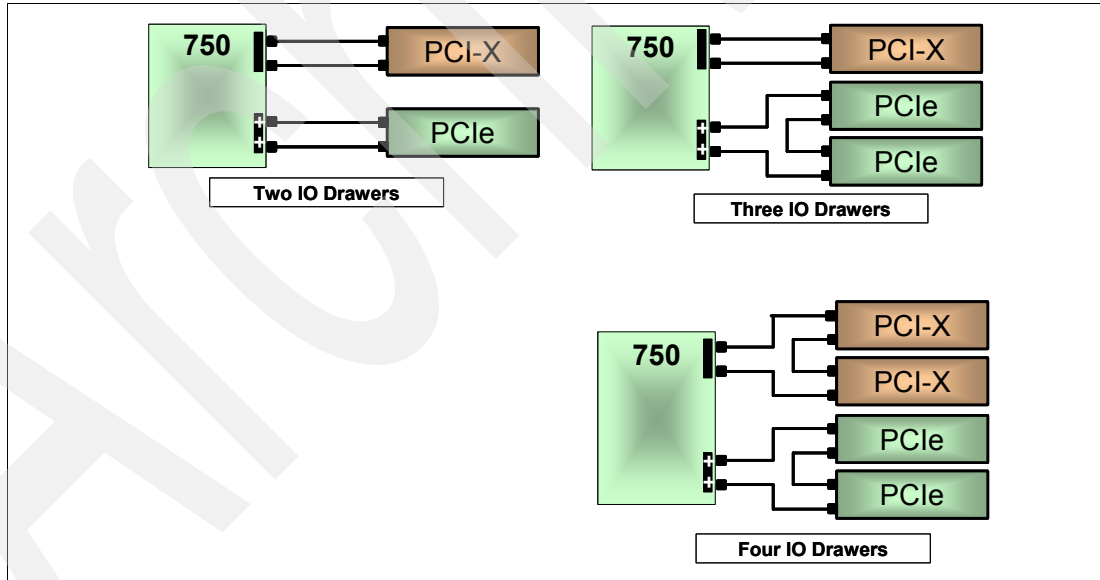 750
PCI-X
PCIe
Two IO Drawers
750
PCI-X
PCIe
PCIe
Three IO Drawers
750
PCI-X
PCI-X
PCIe
PCIe
Four IO Drawers